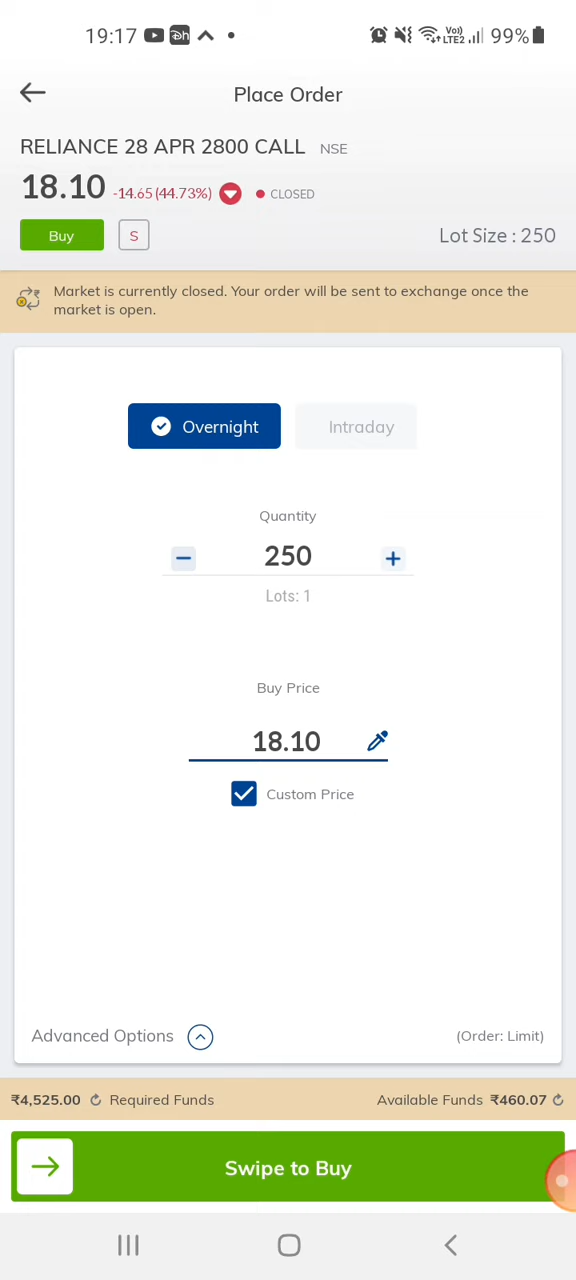 19:17 Dh Vo)) LTE2 99%
Place Order
RELIANCE 28 APR 2800 CALL NSE
18.10 -14.65 (44.73%) CLOSED
Buy S Lot Size : 250
Market is currently closed. Your order will be sent to exchange once the
market is open.
Overnight Intraday
Quantity
250
Lots: 1
Buy Price
18.10
Custom Price
Advanced Options (Order: Limit)
₹4,525.00 Required Funds Available Funds ₹460.07
Swipe to Buy